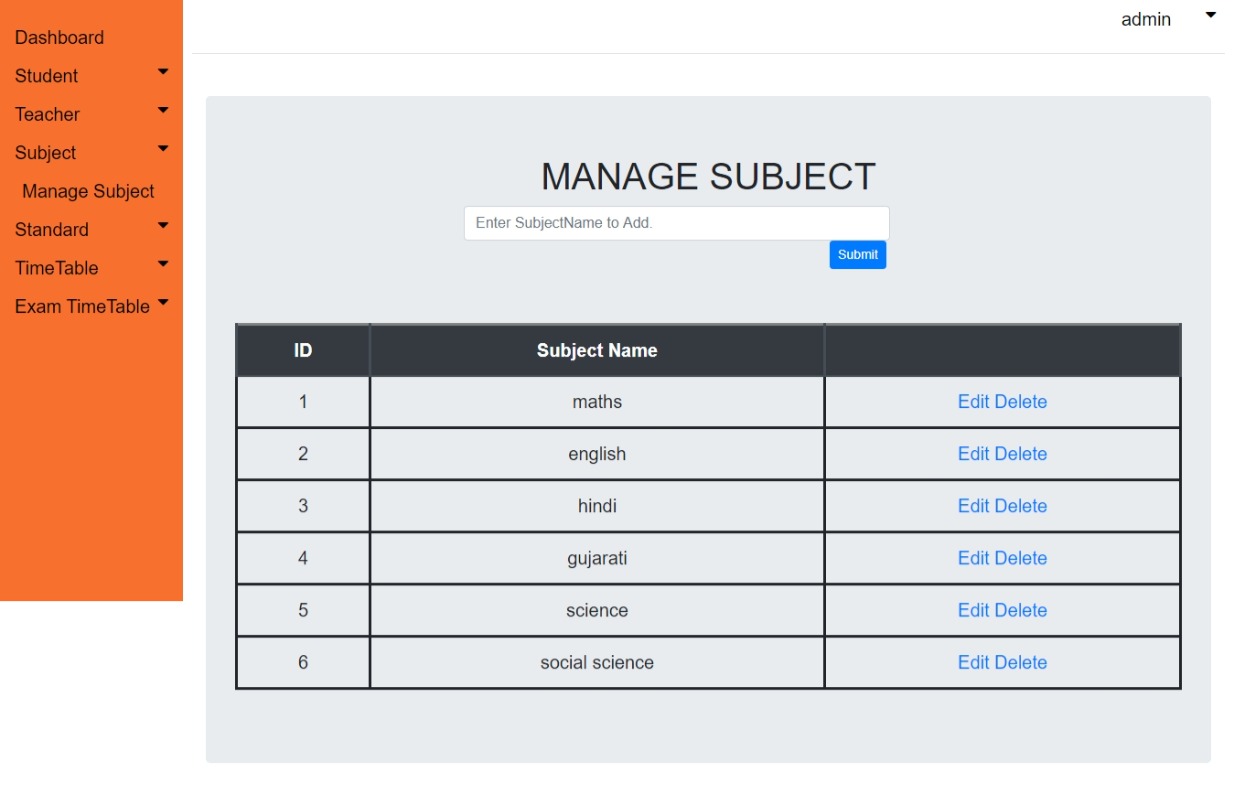 admin
Dashboard
Student
Teacher
Subject
Manage Subject
Standard
TimeTable
Exam TimeTable
MANAGE SUBJECT
Enter SubjectName to Add.
Submit
ID Subject Name
1 maths Edit Delete
2 english Edit Delete
3 hindi Edit Delete
4 gujarati Edit Delete
5 science Edit Delete
6 social science Edit Delete